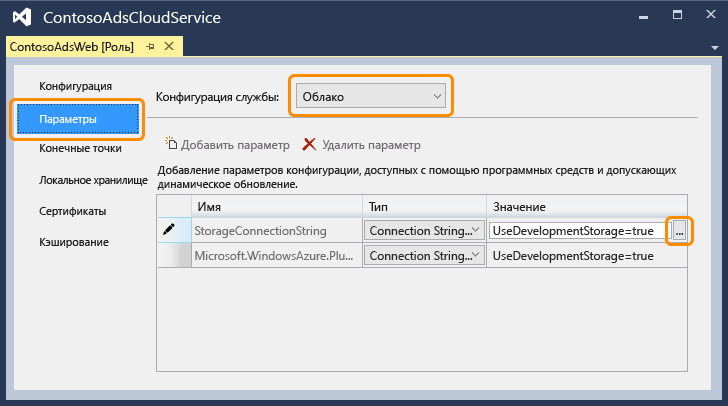 ContosoAdsCloudService
ContosoAdsWeb [Роль]
Конфигурация
Параметры
Конечные точки
Локальное хранилище
Сертификаты
Кэширование
Конфигурация службы: Облако
Добавить параметр Удалить параметр
Добавление параметров конфигурации, доступных с помощью программных средств и допускающих
динамическое обновление.
Имя Тип Значение
StorageConnectionString Connection String... UseDevelopmentStorage=true ...
Microsoft.WindowsAzure.Plu... Connection String... UseDevelopmentStorage=true